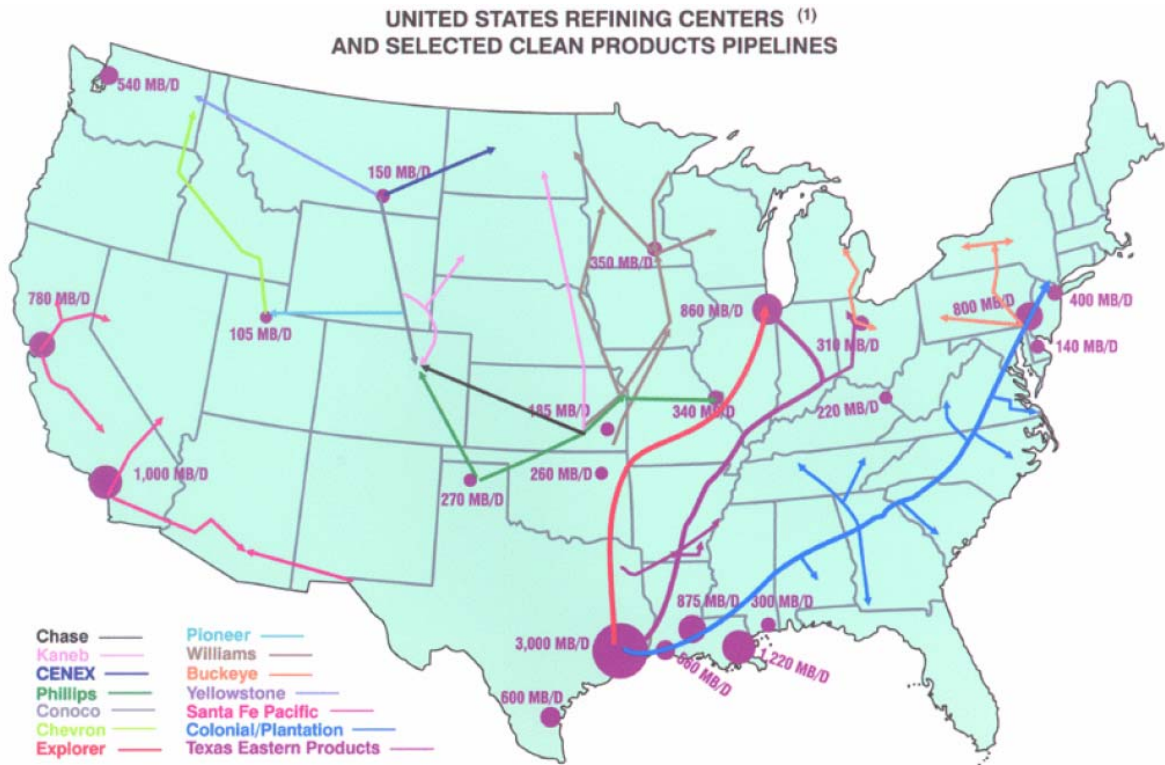 UNITED STATES REFINING CENTERS (1)
AND SELECTED CLEAN PRODUCTS PIPELINES
540 MB/D
150 MB/D
350 MB/D
780 MB/D
105 MB/D
860 MB/D
310 MB/D
800 MB/D
400 MB/D
140 MB/D
185 MB/D
340 MB/D
220 MB/D
1,000 MB/D
270 MB/D
260 MB/D
875 MB/D
300 MB/D
3,000 MB/D
560 MB/D
1,220 MB/D
600 MB/D
Chase
Kaneb
CENEX
Phillips
Conoco
Chevron
Explorer
Pioneer
Williams
Buckeye
Yellowstone
Santa Fe Pacific
Colonial/Plantation
Texas Eastern Products